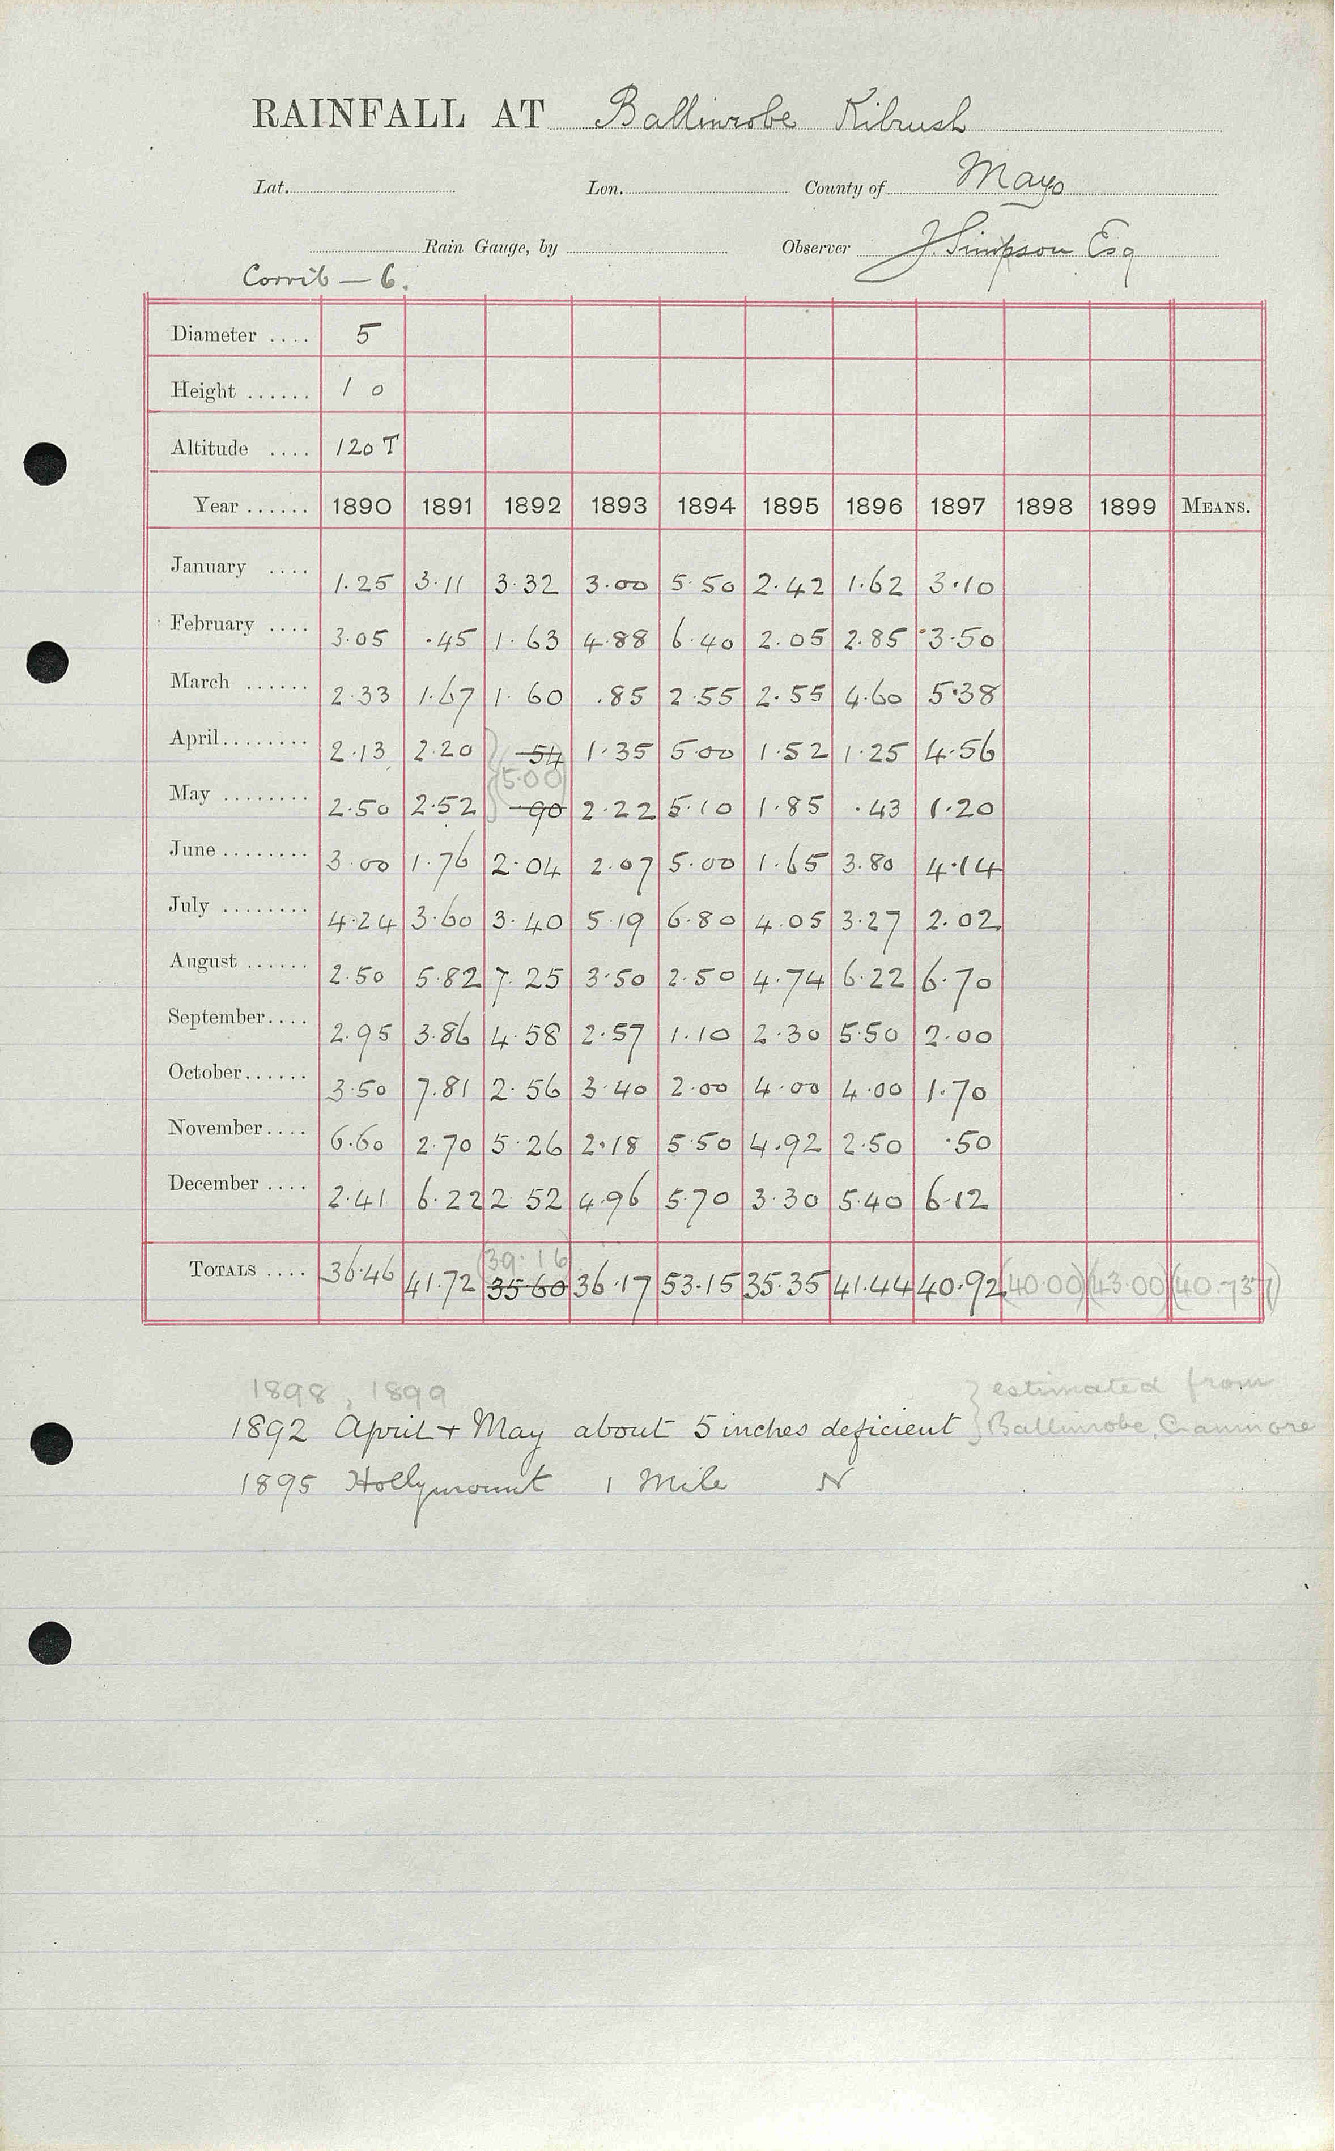 RAINFALL AT Ballinrobe Kilrush
Lat. Lon. County of Mayo
Rain Gauge, by Observer J. Simpson Esq
Corrib — 6.
Diameter .... 5
Height ...... 1 0
Altitude .... 120 T
Year ...... 1890 1891 1892 1893 1894 1895 1896 1897 1898 1899 MEANS.
January .... 1.25 3.11 3.32 3.00 5.50 2.42 1.62 3.10
February .... 3.05 .45 1.63 4.88 6.40 2.05 2.85 3.50
March ...... 2.33 1.67 1.60 .85 2.55 2.55 4.60 5.38
April........ 2.13 2.20 54 1.35 5.00 1.52 1.25 4.56
(5.00)
May ........ 2.50 2.52 90 2.22 5.10 1.85 .43 1.20
June ........ 3.00 1.76 2.04 2.07 5.00 1.65 3.80 4.14
July ........ 4.24 3.60 3.40 5.19 6.80 4.05 3.27 2.02
August ...... 2.50 5.82 7.25 3.50 2.50 4.74 6.22 6.70
September.... 2.95 3.86 4.58 2.57 1.10 2.30 5.50 2.00
October...... 3.50 7.81 2.56 3.40 2.00 4.00 4.00 1.70
November.... 6.60 2.70 5.26 2.18 5.50 4.92 2.50 .50
December .... 2.41 6.22 2 52 4.96 5.70 3.30 5.40 6.12
(39.16)
TOTALS .... 36.46 41.72 35 60 36.17 53.15 35.35 41.44 40.92 (40.00) (43.00) (40.737)
1898, 1899 } estimated from
1892 April + May about 5 inches deficient } Ballinrobe, Cranmore
1895 Hollymount 1 Mile N